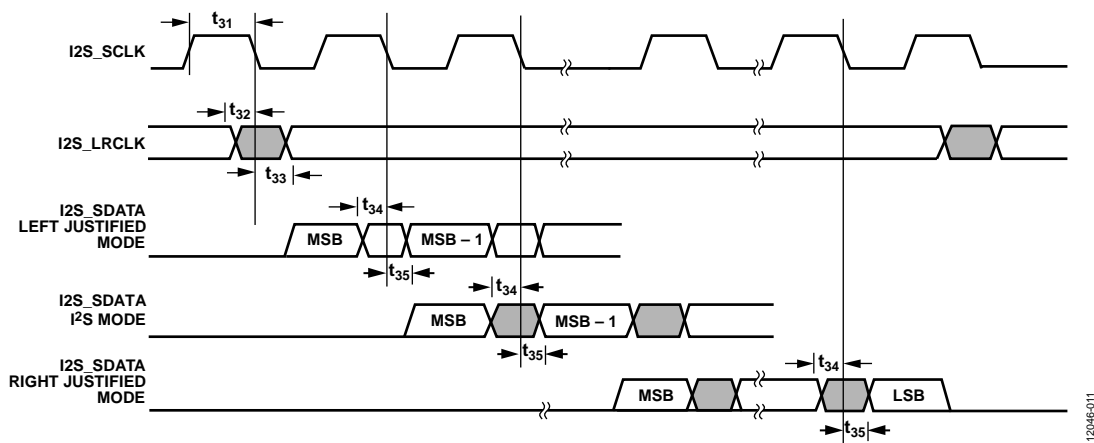 t31
I2S_SCLK
t32
I2S_LRCLK
t33
I2S_SDATA
LEFT JUSTIFIED
MODE
t34
MSB
MSB – 1
t35
I2S_SDATA
I²S MODE
t34
MSB
MSB – 1
t35
I2S_SDATA
RIGHT JUSTIFIED
MODE
t34
MSB
LSB
t35
12046-011